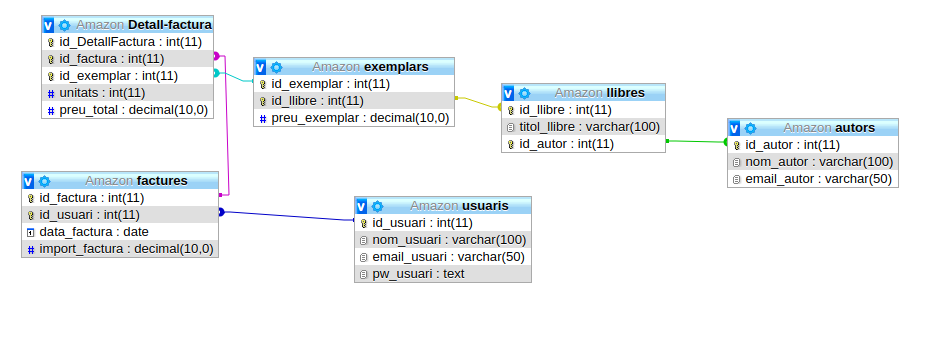 v Amazon Detall-factura
id_DetallFactura : int(11)
id_factura : int(11)
id_exemplar : int(11)
# unitats : int(11)
# preu_total : decimal(10,0)
v Amazon exemplars
id_exemplar : int(11)
id_llibre : int(11)
# preu_exemplar : decimal(10,0)
v Amazon llibres
id_llibre : int(11)
titol_llibre : varchar(100)
id_autor : int(11)
v Amazon autors
id_autor : int(11)
nom_autor : varchar(100)
email_autor : varchar(50)
v Amazon factures
id_factura : int(11)
id_usuari : int(11)
data_factura : date
# import_factura : decimal(10,0)
v Amazon usuaris
id_usuari : int(11)
nom_usuari : varchar(100)
email_usuari : varchar(50)
pw_usuari : text